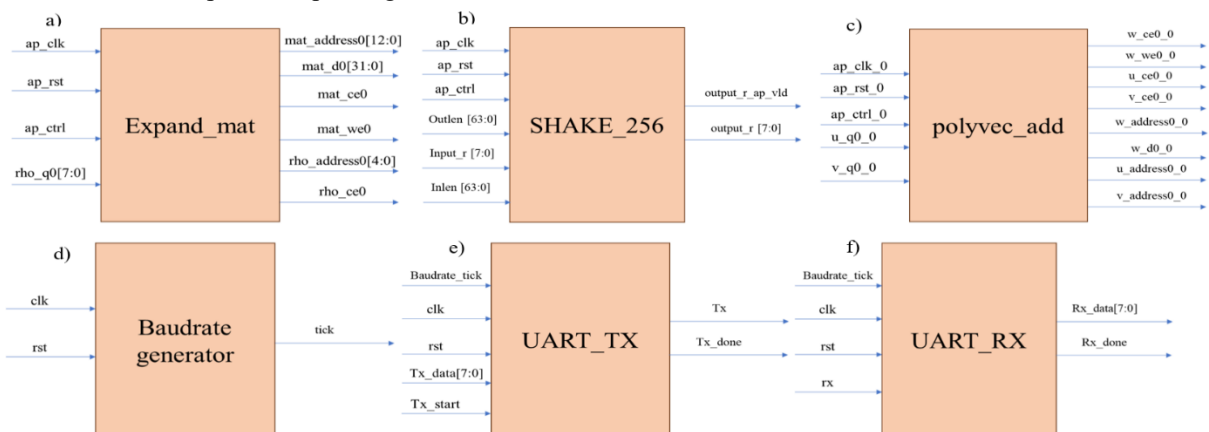 a)
ap_clk
ap_rst
ap_ctrl
rho_q0[7:0]
Expand_mat
mat_address0[12:0]
mat_d0[31:0]
mat_ce0
mat_we0
rho_address0[4:0]
rho_ce0
b)
ap_clk
ap_rst
ap_ctrl
Outlen [63:0]
Input_r [7:0]
Inlen [63:0]
SHAKE_256
output_r_ap_vld
output_r [7:0]
c)
ap_clk_0
ap_rst_0
ap_ctrl_0
u_q0_0
v_q0_0
polyvec_add
w_ce0_0
w_we0_0
u_ce0_0
v_ce0_0
w_address0_0
w_d0_0
u_address0_0
v_address0_0
d)
clk
rst
Baudrate
generator
tick
e)
Baudrate_tick
clk
rst
Tx_data[7:0]
Tx_start
UART_TX
Tx
Tx_done
f)
Baudrate_tick
clk
rst
rx
UART_RX
Rx_data[7:0]
Rx_done